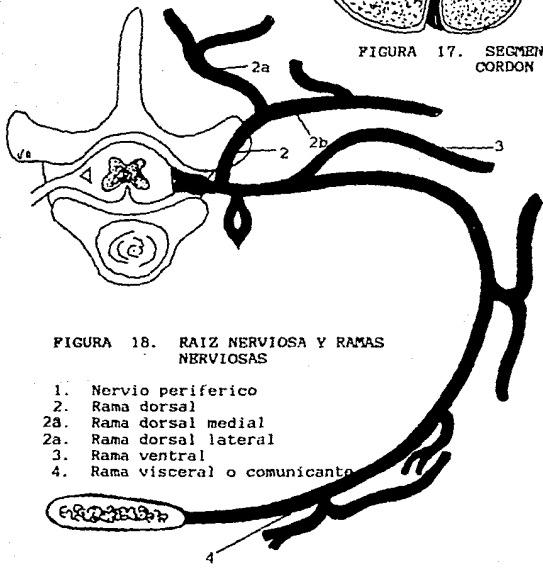 FIGURA 17. SEGMEN
CORDON
2a
2b
2
3
FIGURA 18. RAIZ NERVIOSA Y RAMAS
NERVIOSAS
1. Nervio periferico
2. Rama dorsal
2a. Rama dorsal medial
2a. Rama dorsal lateral
3. Rama ventral
4. Rama visceral o comunicante
4